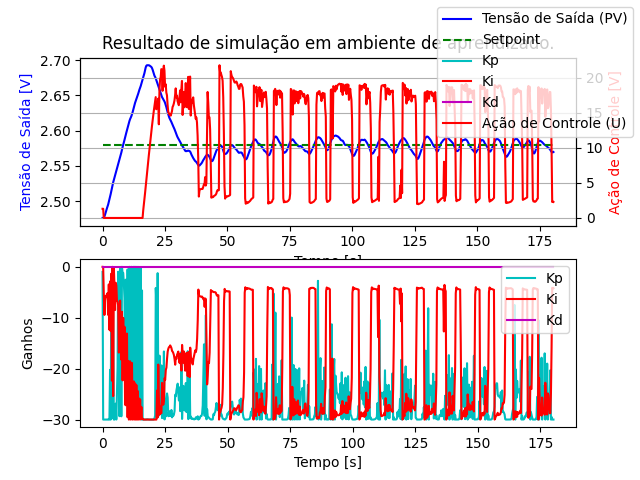 Resultado de simulação em ambiente de aprendizado.
Tensão de Saída (PV)
Setpoint
Kp
Ki
Kd
Ação de Controle (U)
Tensão de Saída [V]
2.70
2.65
2.60
2.55
2.50
20
15
10
5
0
Ação de Controle [V]
0
25
50
75
100
125
150
175
Tempo [s]
Ganhos
0
−10
−20
−30
Kp
Ki
Kd
0
25
50
75
100
125
150
175
Tempo [s]